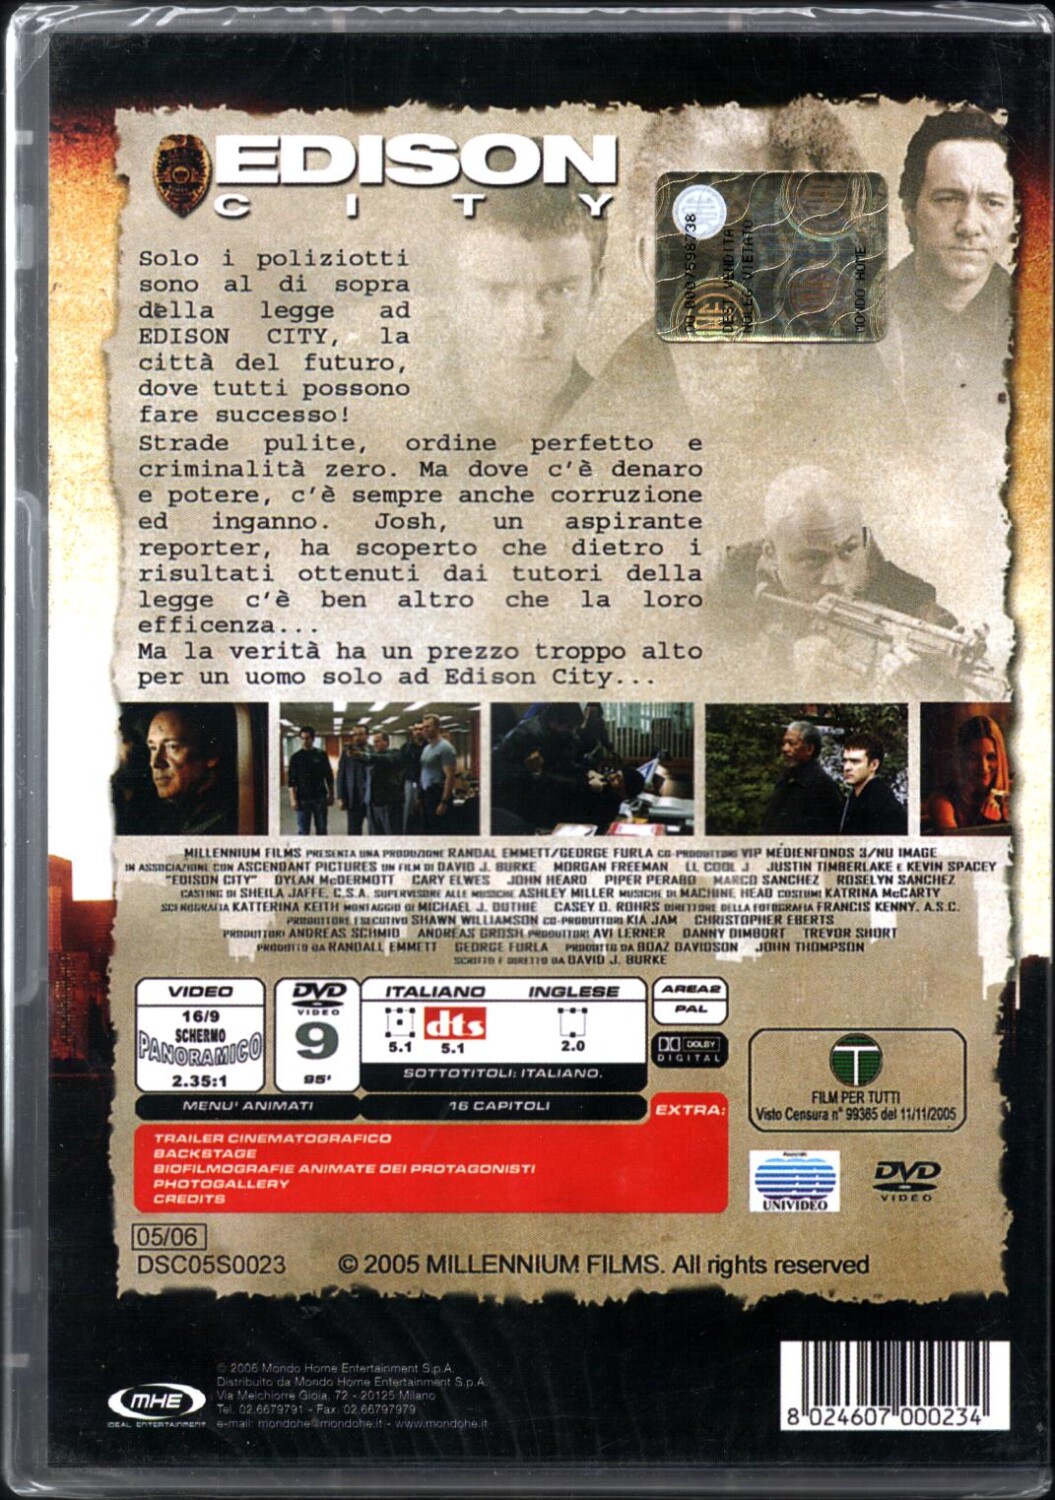 EDISON
CITY
Solo i poliziotti
sono al di sopra
della legge ad
EDISON CITY, la
città del futuro,
dove tutti possono
fare successo!
Strade pulite, ordine perfetto e
criminalità zero. Ma dove c'è denaro
e potere, c'è sempre anche corruzione
ed inganno. Josh, un aspirante
reporter, ha scoperto che dietro i
risultati ottenuti dai tutori della
legge c'è ben altro che la loro
efficenza...
Ma la verità ha un prezzo troppo alto
per un uomo solo ad Edison City...
DEST VENDITA
NOLEG VIETATO
MONDO HOME
MILLENNIUM FILMS PRESENTA UNA PRODUZIONE RANDAL EMMETT/GEORGE FURLA CO-PRODUTTORI VIP MEDIENFONDS 3/NU IMAGE
IN ASSOCIAZIONE CON ASCENDANT PICTURES UN FILM DI DAVID J. BURKE MORGAN FREEMAN LL COOL J JUSTIN TIMBERLAKE E KEVIN SPACEY
"EDISON CITY" DYLAN McDERMOTT CARY ELWES JOHN HEARD PIPER PERABO MARCO SANCHEZ ROSELYN SANCHEZ
CASTING DI SHEILA JAFFE, C.S.A. SUPERVISORE ALLE MUSICHE ASHLEY MILLER MUSICHE DI MACHINE HEAD COSTUMI KATRINA McCARTY
SCENOGRAFIA KATTERINA KEITH MONTAGGIO DI MICHAEL J. DUTHIE CASEY O. ROHRS DIRETTORE DELLA FOTOGRAFIA FRANCIS KENNY, A.S.C.
PRODUTTORE ESECUTIVO SHAWN WILLIAMSON CO-PRODUTTORI KIA JAM CHRISTOPHER EBERTS
PRODUTTORI ANDREAS SCHMID ANDREAS GROSH PRODUTTORI AVI LERNER DANNY DIMBORT TREVOR SHORT
PRODOTTO DA RANDALL EMMETT GEORGE FURLA PRODOTTO DA BOAZ DAVIDSON JOHN THOMPSON
SCRITTO E DIRETTO DA DAVID J. BURKE
VIDEO
16/9
SCHERMO
PANORAMICO
2.35:1
DVD
VIDEO
9
95'
ITALIANO INGLESE
dts
5.1 5.1 2.0
SOTTOTITOLI: ITALIANO.
AREA2
PAL
DOLBY
DIGITAL
MENU' ANIMATI 16 CAPITOLI
EXTRA:
TRAILER CINEMATOGRAFICO
BACKSTAGE
BIOFILMOGRAFIE ANIMATE DEI PROTAGONISTI
PHOTOGALLERY
CREDITS
T
FILM PER TUTTI
Visto Censura n° 99365 del 11/11/2005
UNIVIDEO
DVD
VIDEO
05/06
DSC05S0023
© 2005 MILLENNIUM FILMS. All rights reserved
MHE
IDEAL ENTERTAINMENT
© 2006 Mondo Home Entertainment S.p.A.
Distribuito da Mondo Home Entertainment S.p.A.
Via Melchiorre Gioia, 72 - 20125 Milano
Tel. 02.6679791 - Fax. 02.66797979
e-mail: mondohe@mondohe.it - www.mondohe.it
8 024607 000234